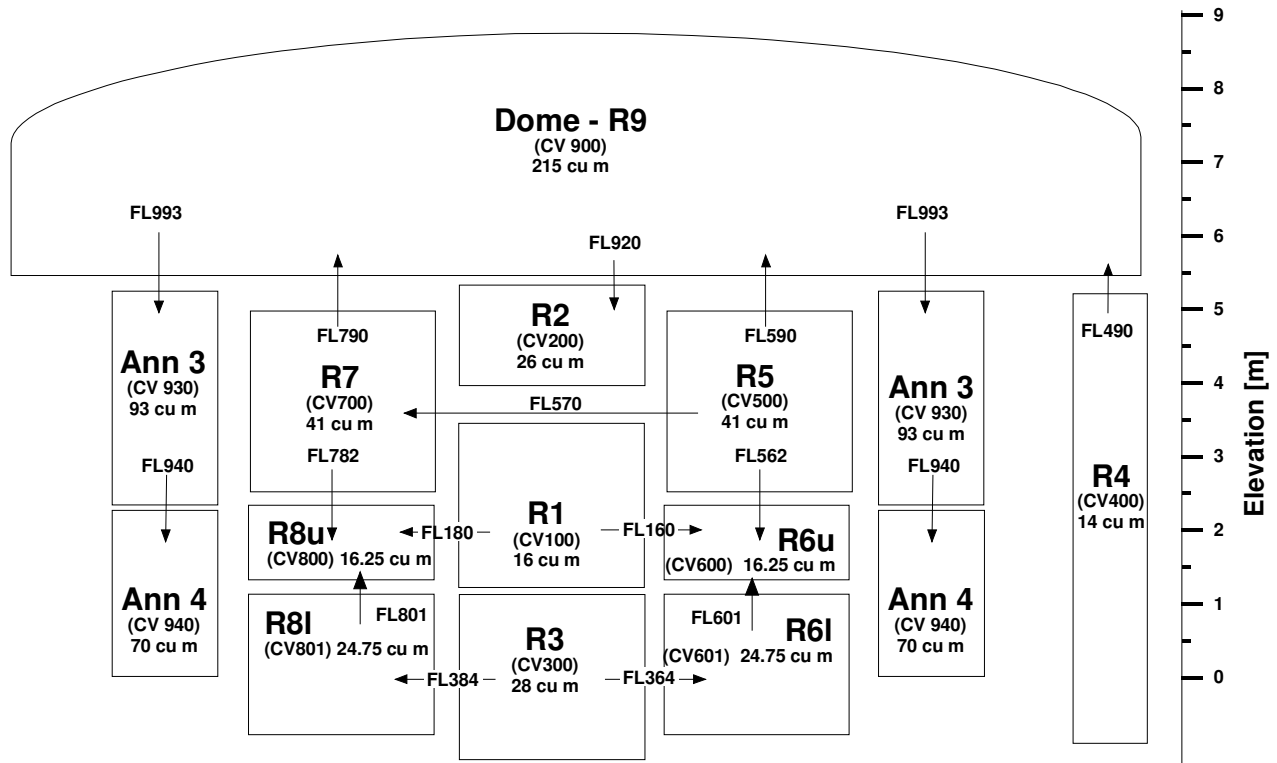 9
8
7
6
5
4
3
2
1
0
Elevation [m]
Dome - R9
(CV 900)
215 cu m
FL993
FL920
FL993
FL790
FL590
FL490
Ann 3
(CV 930)
93 cu m
FL940
R7
(CV700)
41 cu m
FL782
R2
(CV200)
26 cu m
FL570
R5
(CV500)
41 cu m
FL562
Ann 3
(CV 930)
93 cu m
FL940
R4
(CV400)
14 cu m
R8u
(CV800) 16.25 cu m
FL180
R1
(CV100)
16 cu m
FL160
R6u
(CV600) 16.25 cu m
Ann 4
(CV 940)
70 cu m
FL801
R8l
(CV801) 24.75 cu m
FL384
R3
(CV300)
28 cu m
FL364
FL601
R6l
(CV601) 24.75 cu m
Ann 4
(CV 940)
70 cu m